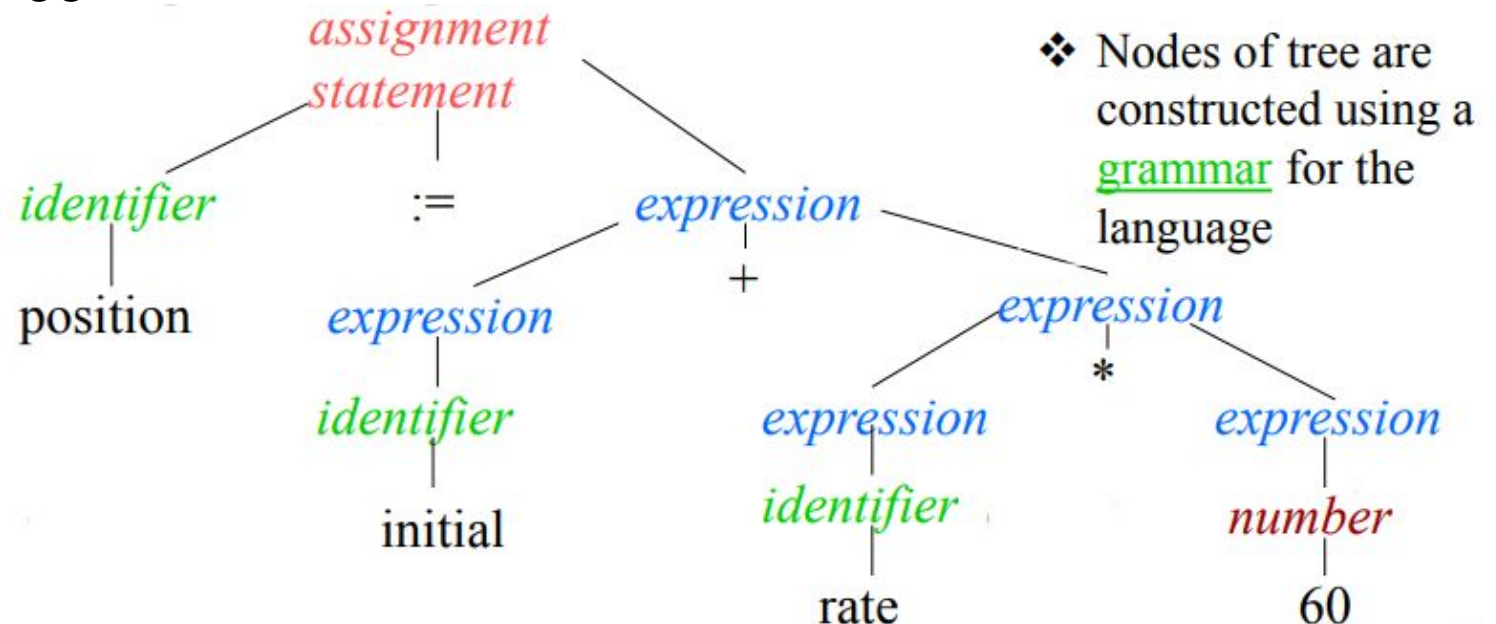 assignment
statement
❖ Nodes of tree are
constructed using a
grammar for the
language
identifier := expression
+
position expression expression
*
identifier expression expression
initial identifier number
rate 60